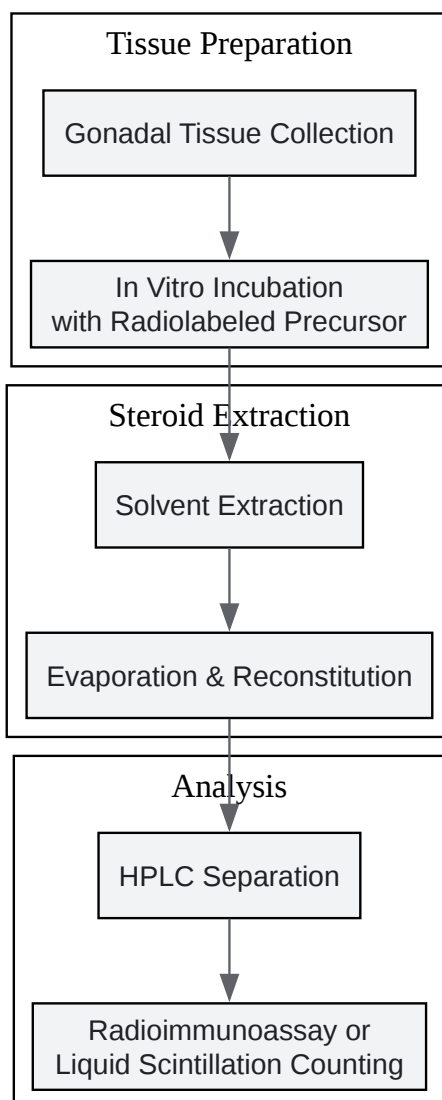 Tissue Preparation
Gonadal Tissue Collection
In Vitro Incubation
with Radiolabeled Precursor
Steroid Extraction
Solvent Extraction
Evaporation & Reconstitution
Analysis
HPLC Separation
Radioimmunoassay or
Liquid Scintillation Counting